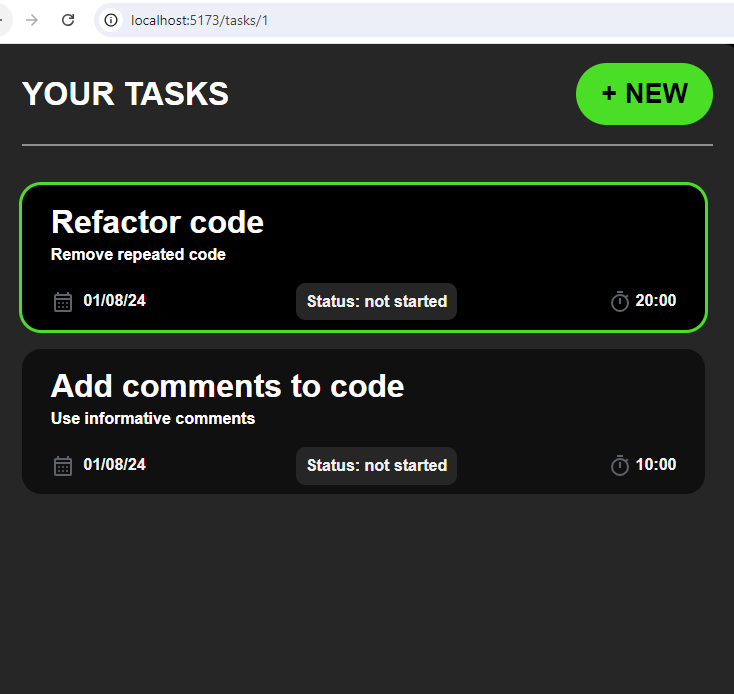 localhost:5173/tasks/1
YOUR TASKS
+ NEW
Refactor code
Remove repeated code
01/08/24
Status: not started
20:00
Add comments to code
Use informative comments
01/08/24
Status: not started
10:00